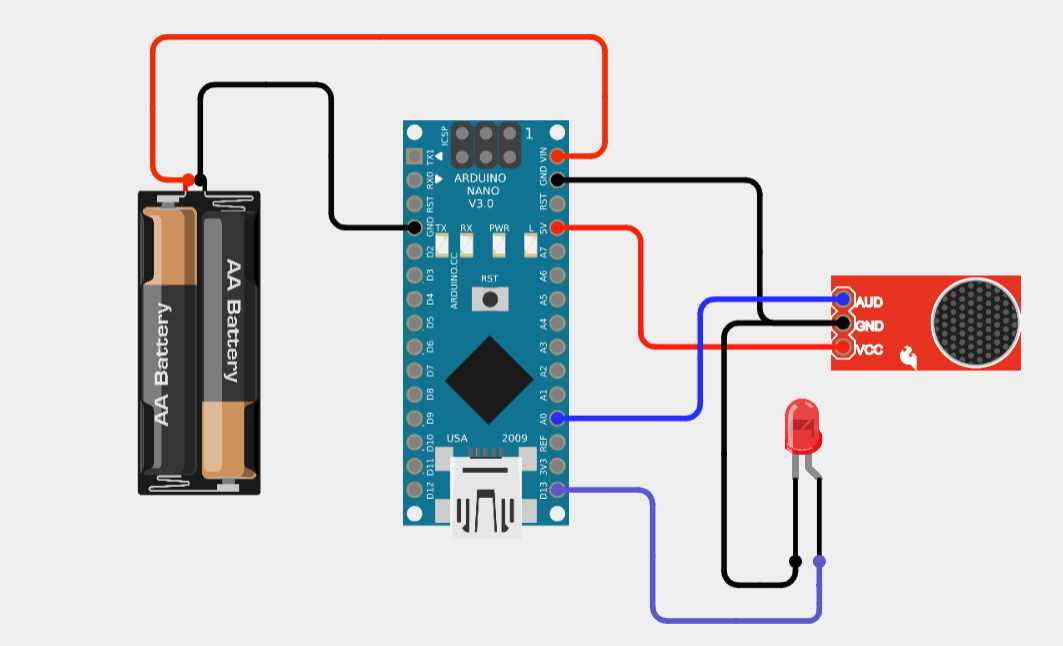 AA Battery
AA Battery
ICSP
1
TX1
RX0
RST
GND
D2
D3
D4
D5
D6
D7
D8
D9
D10
D11
D12
ARDUINO
NANO
V3.0
TX
RX
PWR
L
ARDUINO.CC
RST
USA
2009
VIN
GND
RST
5V
A7
A6
A5
A4
A3
A2
A1
A0
REF
3V3
D13
AUD
GND
VCC